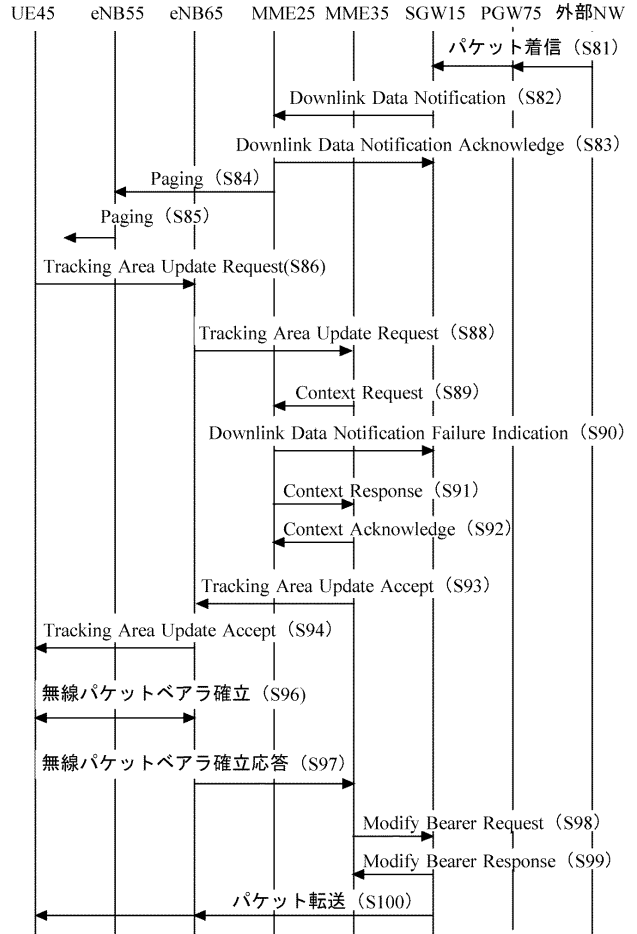 UE45 eNB55 eNB65 MME25 MME35 SGW15 PGW75 外部NW
パケット着信（S81）
Downlink Data Notification（S82）
Downlink Data Notification Acknowledge（S83）
Paging（S84）
Paging（S85）
Tracking Area Update Request(S86)
Tracking Area Update Request（S88）
Context Request（S89）
Downlink Data Notification Failure Indication（S90）
Context Response（S91）
Context Acknowledge（S92）
Tracking Area Update Accept（S93）
Tracking Area Update Accept（S94）
無線パケットベアラ確立（S96)
無線パケットベアラ確立応答（S97）
Modify Bearer Request（S98）
Modify Bearer Response（S99）
パケット転送（S100）